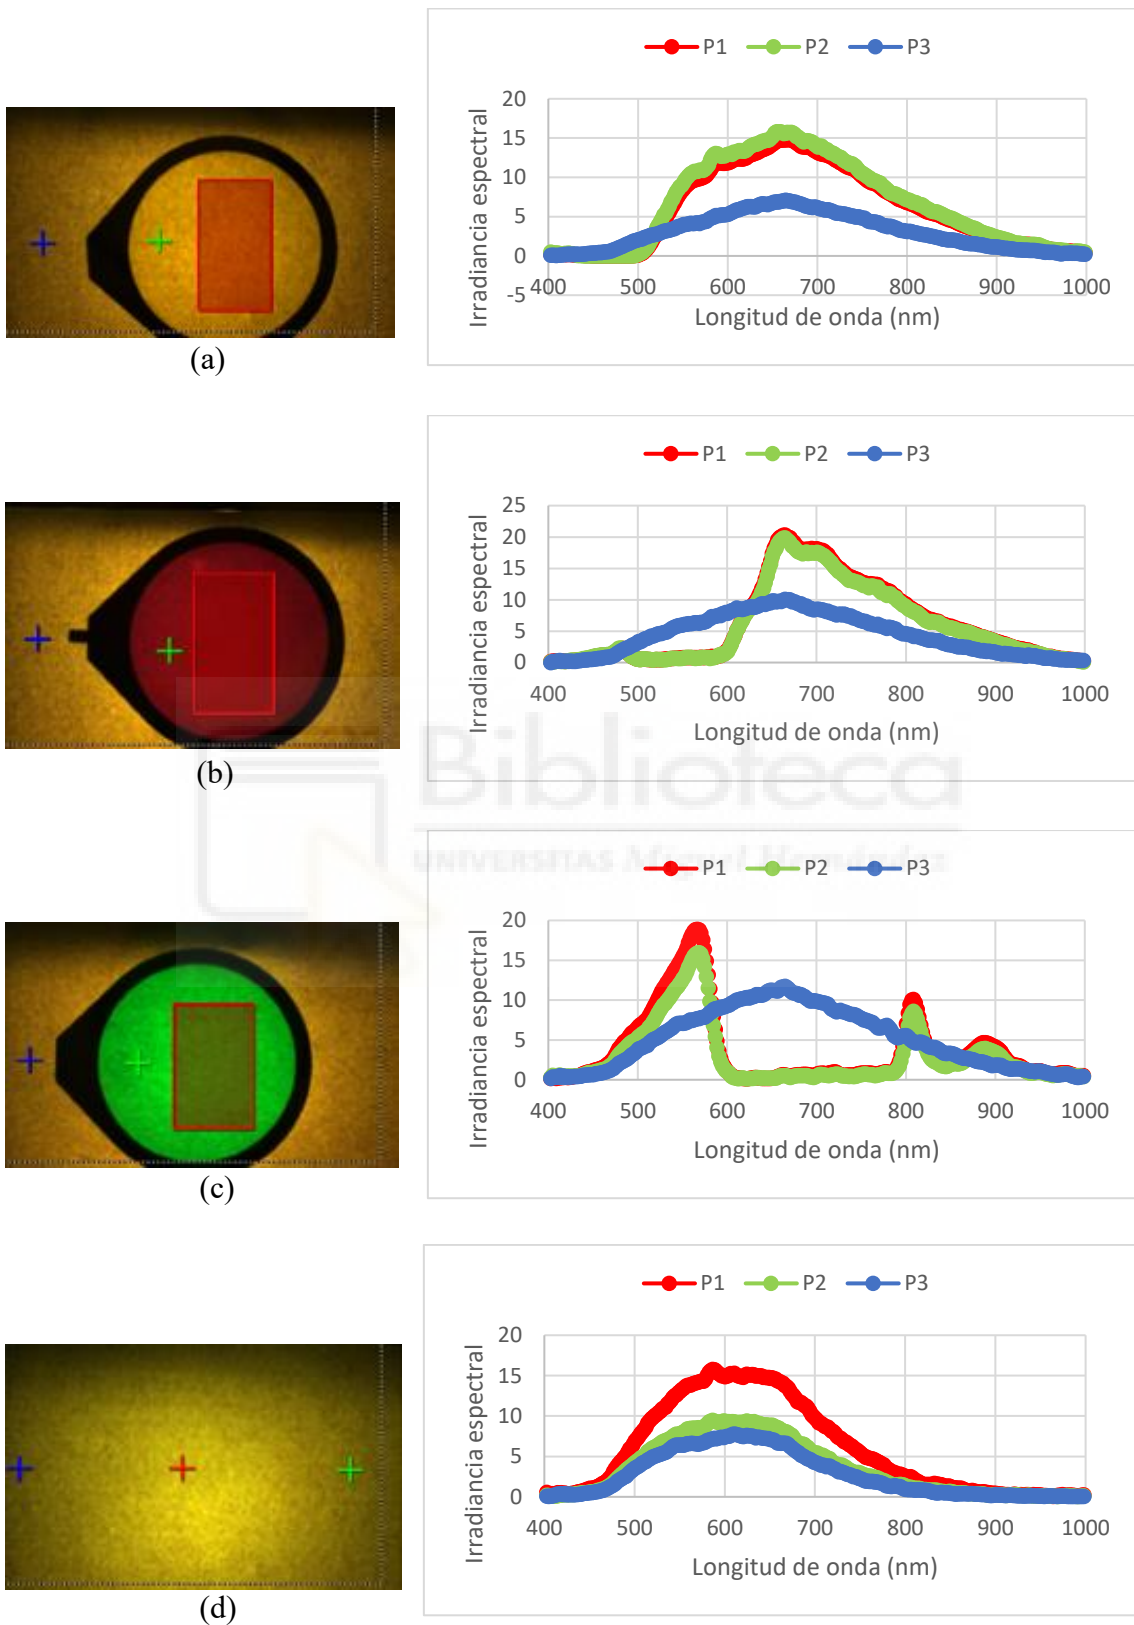 P1 P2 P3
Irradiancia espectral
20
15
10
5
0
-5
400 500 600 700 800 900 1000
Longitud de onda (nm)
(a)
P1 P2 P3
Irradiancia espectral
25
20
15
10
5
0
400 500 600 700 800 900 1000
Longitud de onda (nm)
(b)
Biblioteca
UNIVERSITAS Miguel Hernández
P1 P2 P3
Irradiancia espectral
20
15
10
5
0
400 500 600 700 800 900 1000
Longitud de onda (nm)
(c)
P1 P2 P3
Irradiancia espectral
20
15
10
5
0
400 500 600 700 800 900 1000
Longitud de onda (nm)
(d)